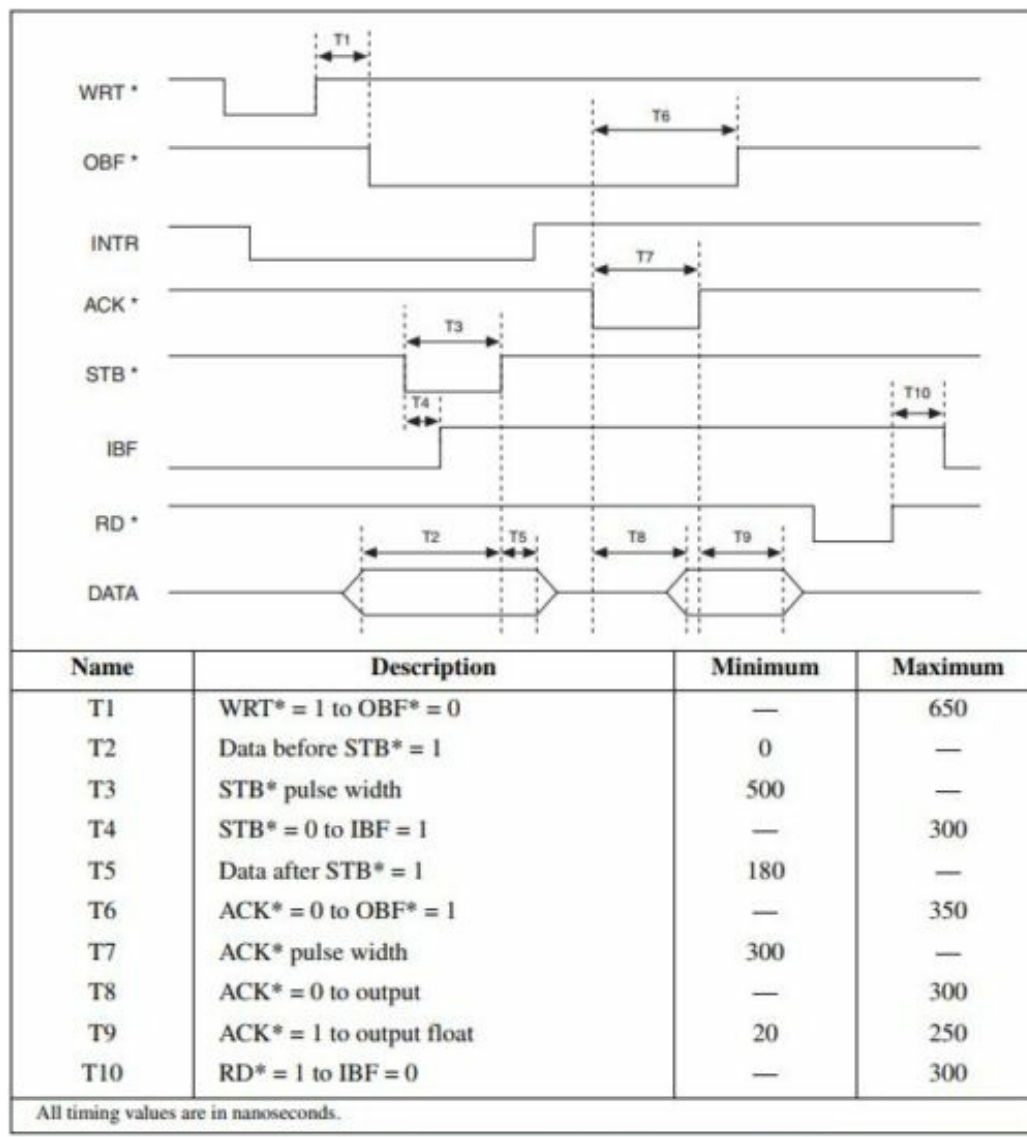 T1
WRT *
T6
OBF *
INTR
T7
ACK *
T3
STB *
T4
T10
IBF
RD *
T2
T5
T8
T9
DATA
Name Description Minimum Maximum
T1 WRT* = 1 to OBF* = 0 — 650
T2 Data before STB* = 1 0 —
T3 STB* pulse width 500 —
T4 STB* = 0 to IBF = 1 — 300
T5 Data after STB* = 1 180 —
T6 ACK* = 0 to OBF* = 1 — 350
T7 ACK* pulse width 300 —
T8 ACK* = 0 to output — 300
T9 ACK* = 1 to output float 20 250
T10 RD* = 1 to IBF = 0 — 300
All timing values are in nanoseconds.